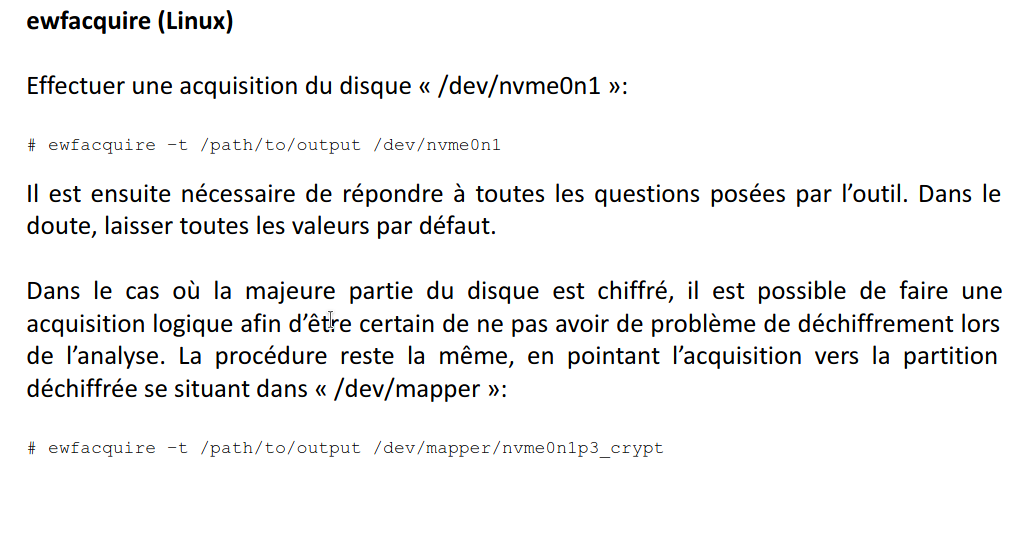 ewfacquire (Linux)
Effectuer une acquisition du disque « /dev/nvme0n1 »:
# ewfacquire -t /path/to/output /dev/nvme0n1
Il est ensuite nécessaire de répondre à toutes les questions posées par l’outil. Dans le
doute, laisser toutes les valeurs par défaut.
Dans le cas où la majeure partie du disque est chiffré, il est possible de faire une
acquisition logique afin d’être certain de ne pas avoir de problème de déchiffrement lors
de l’analyse. La procédure reste la même, en pointant l’acquisition vers la partition
déchiffrée se situant dans « /dev/mapper »:
# ewfacquire -t /path/to/output /dev/mapper/nvme0n1p3_crypt